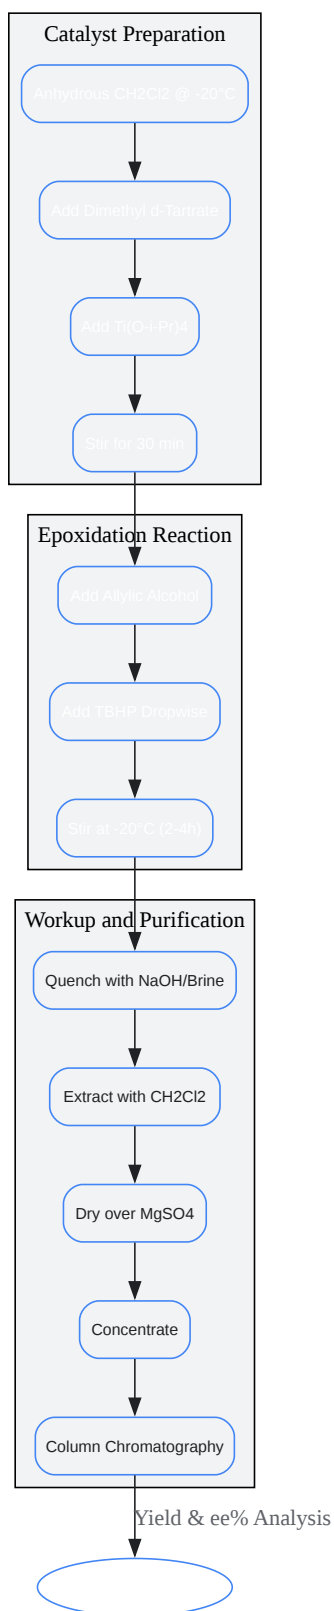 Catalyst Preparation
Anhydrous CH2Cl2 @ -20°C
Add Dimethyl d-Tartrate
Add Ti(O-i-Pr)4
Stir for 30 min
Epoxidation Reaction
Add Allylic Alcohol
Add TBHP Dropwise
Stir at -20°C (2-4h)
Workup and Purification
Quench with NaOH/Brine
Extract with CH2Cl2
Dry over MgSO4
Concentrate
Column Chromatography
Yield & ee% Analysis